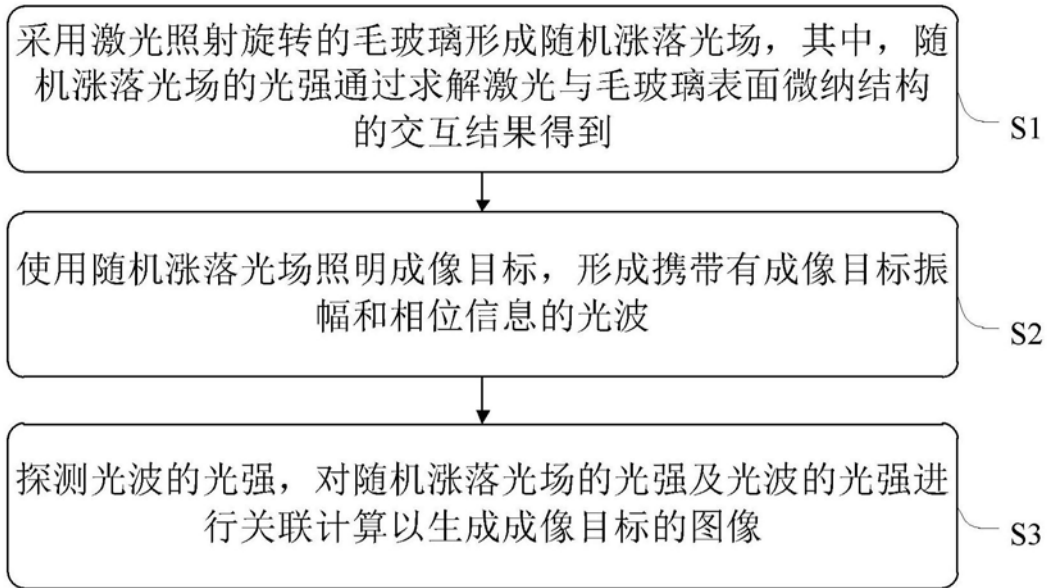 采用激光照射旋转的毛玻璃形成随机涨落光场，其中，随
机涨落光场的光强通过求解激光与毛玻璃表面微纳结构
的交互结果得到
S1
使用随机涨落光场照明成像目标，形成携带有成像目标振
幅和相位信息的光波
S2
探测光波的光强，对随机涨落光场的光强及光波的光强进
行关联计算以生成成像目标的图像
S3